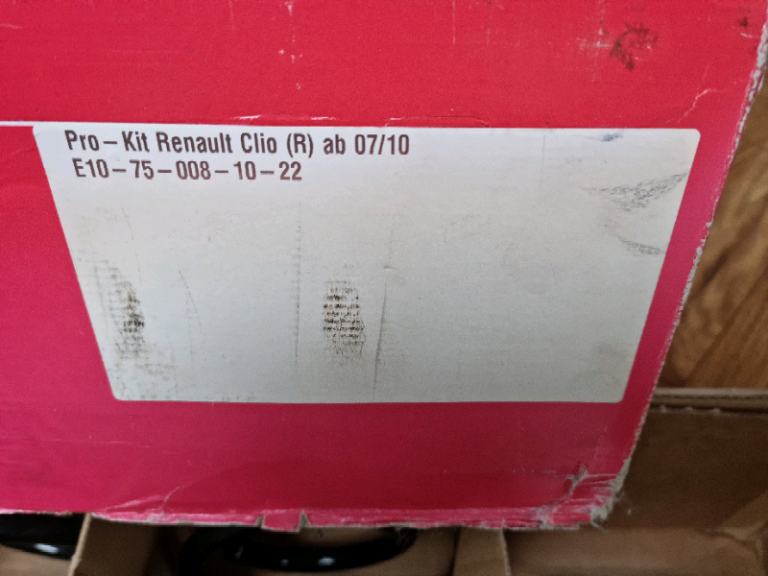 Pro-Kit Renault Clio (R) ab 07/10
E10-75-008-10-22